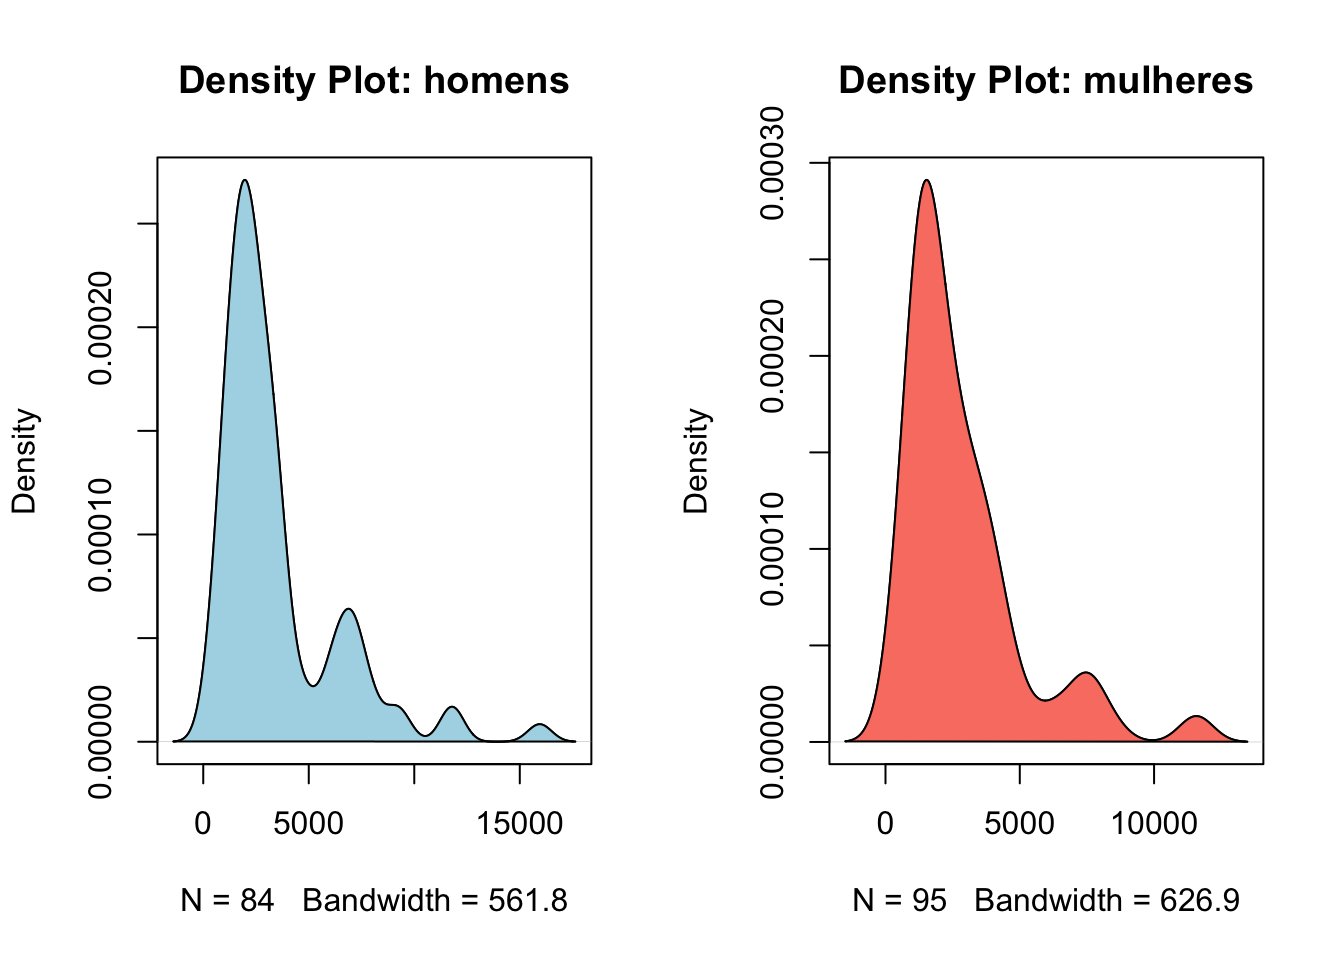 Density Plot: homens
Density
0.00000
0.00010
0.00020
0
5000
15000
N = 84   Bandwidth = 561.8
Density Plot: mulheres
Density
0.00000
0.00010
0.00020
0.00030
0
5000
10000
N = 95   Bandwidth = 626.9